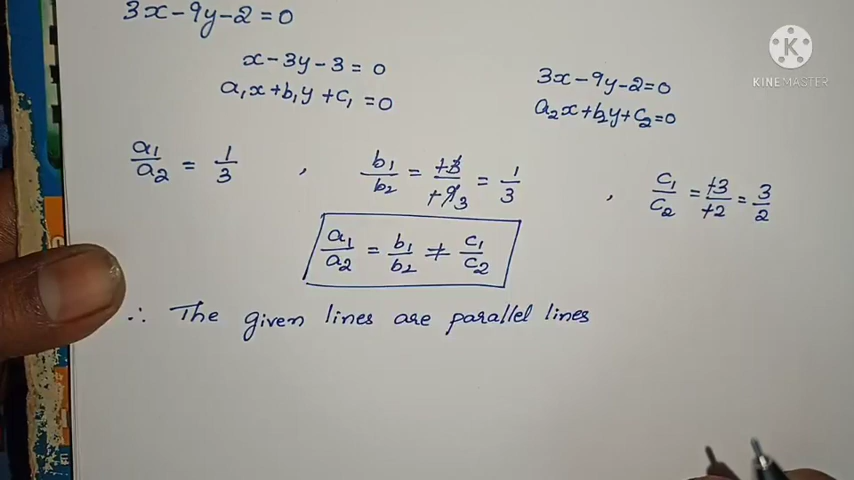 3x-9y-2=0
x-3y-3=0
3x-9y-2=0
a₁x+b₁y+c₁=0
a₂x+b₂y+c₂=0
a₁/a₂ = 1/3 , b₁/b₂ = +3/+9 3 = 1/3 , c₁/c₂ = +3/+2 = 3/2
a₁/a₂ = b₁/b₂ ≠ c₁/c₂
∴ The given lines are parallel lines
K
KINEMASTER